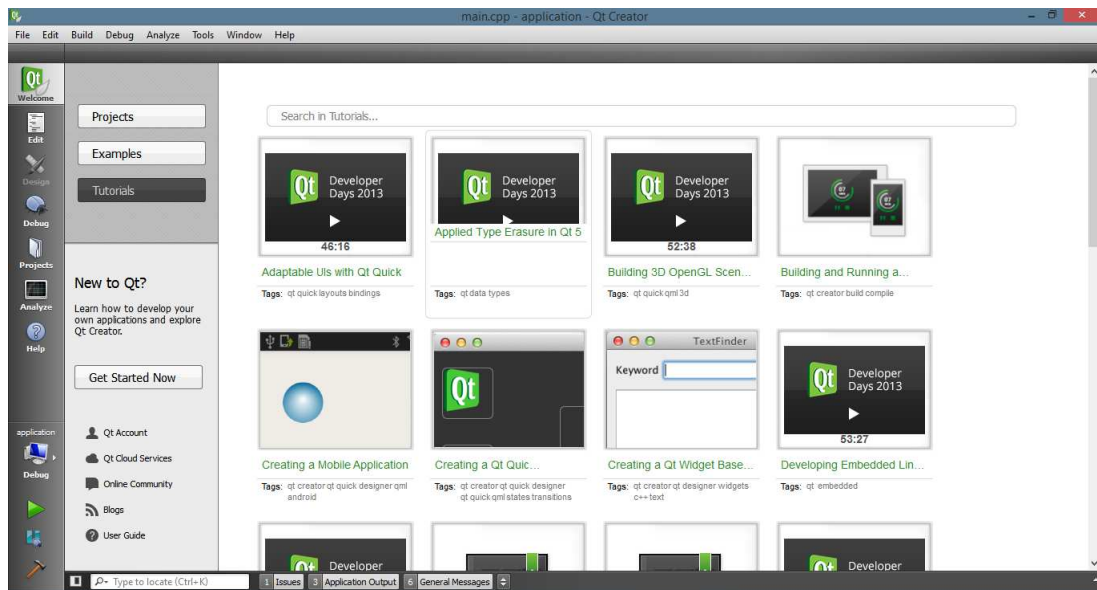 main.cpp - application - Qt Creator
File Edit Build Debug Analyze Tools Window Help
Qt
Welcome
Edit
Design
Debug
Projects
Analyze
Help
application
Debug
Projects
Examples
Tutorials
New to Qt?
Learn how to develop your
own applications and explore
Qt Creator.
Get Started Now
Qt Account
Qt Cloud Services
Online Community
Blogs
User Guide
Search in Tutorials...
Qt Developer
Days 2013
46:16
Adaptable UIs with Qt Quick
Tags: qt quick layouts bindings
Qt Developer
Days 2013
Applied Type Erasure in Qt 5
Tags: qt data types
Qt Developer
Days 2013
52:38
Building 3D OpenGL Scen...
Tags: qt quick qml 3d
Building and Running a...
Tags: qt creator build compile
Creating a Mobile Application
Tags: qt creator qt quick designer qml
android
Qt
Creating a Qt Quic...
Tags: qt creator qt quick designer
qt quick qml states transitions
TextFinder
Keyword
Creating a Qt Widget Base...
Tags: qt creator qt designer widgets
c++ text
Qt Developer
Days 2013
53:27
Developing Embedded Lin...
Tags: qt embedded
Qt Developer
Qt Developer
Type to locate (Ctrl+K)
1 Issues 3 Application Output 6 General Messages